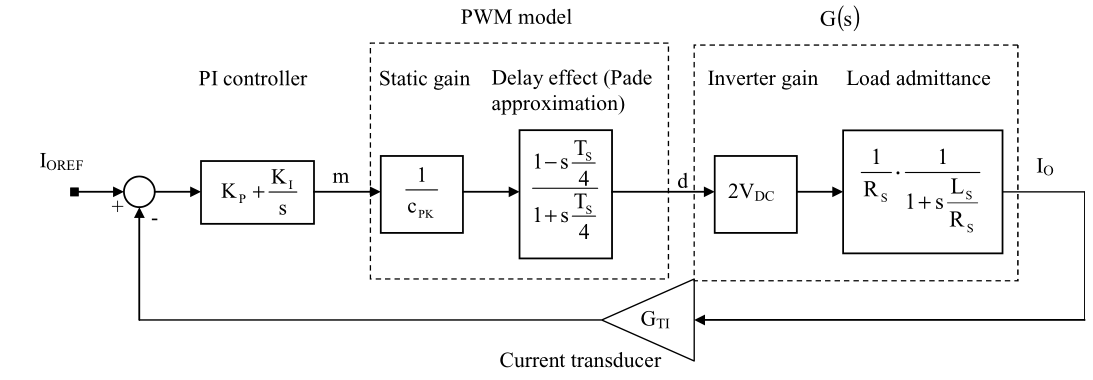 PWM model
G(s)
PI controller
Static gain
Delay effect (Pade
approximation)
Inverter gain
Load admittance
I_OREF
+
-
K_P + K_I/s
m
1/c_PK
(1−s T_S/4)/(1+s T_S/4)
d
2V_DC
1/R_S · 1/(1+s L_S/R_S)
I_O
G_TI
Current transducer